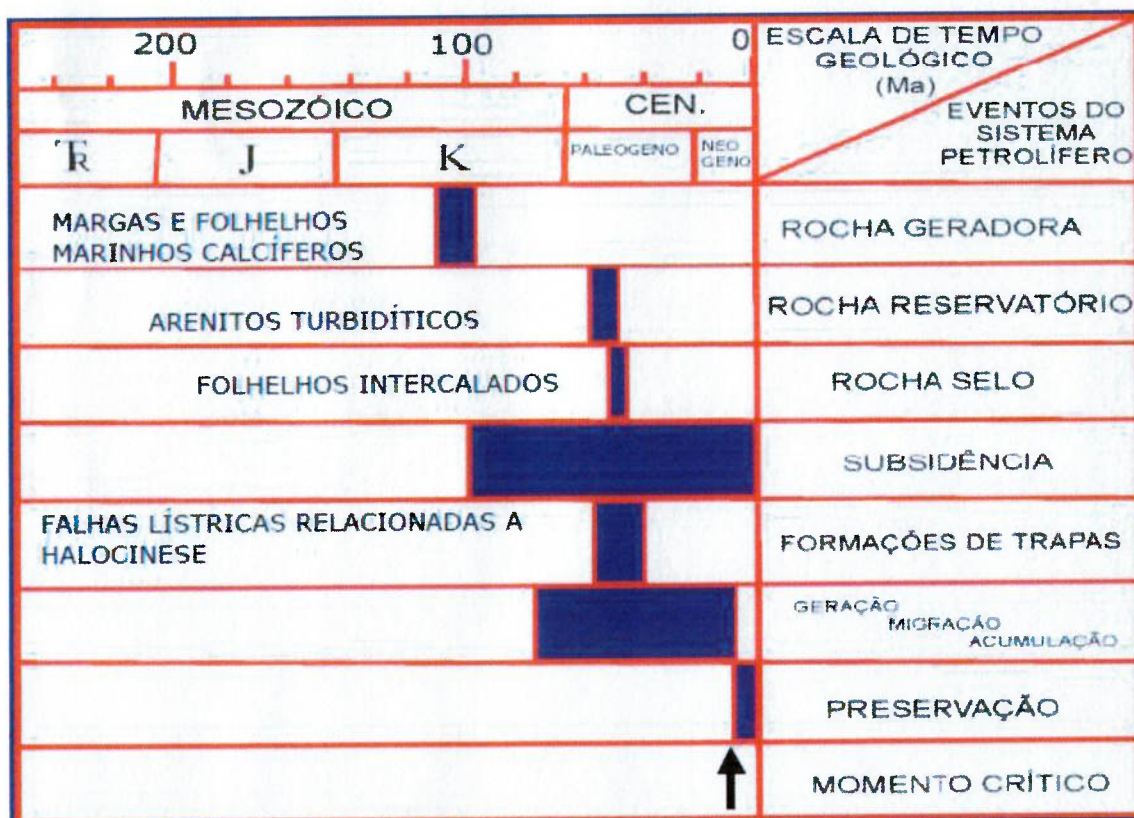 200 100 0
ESCALA DE TEMPO
GEOLÓGICO
(Ma)
EVENTOS DO
SISTEMA
PETROLÍFERO
MESOZÓICO CEN.
TR J K PALEOGENO NEO
GENO
MARGAS E FOLHELHOS
MARINHOS CALCÍFEROS
ROCHA GERADORA
ARENITOS TURBIDÍTICOS
ROCHA RESERVATÓRIO
FOLHELHOS INTERCALADOS
ROCHA SELO
SUBSIDÊNCIA
FALHAS LÍSTRICAS RELACIONADAS A
HALOCINESE
FORMAÇÕES DE TRAPAS
GERAÇÃO
MIGRAÇÃO
ACUMULAÇÃO
PRESERVAÇÃO
MOMENTO CRÍTICO